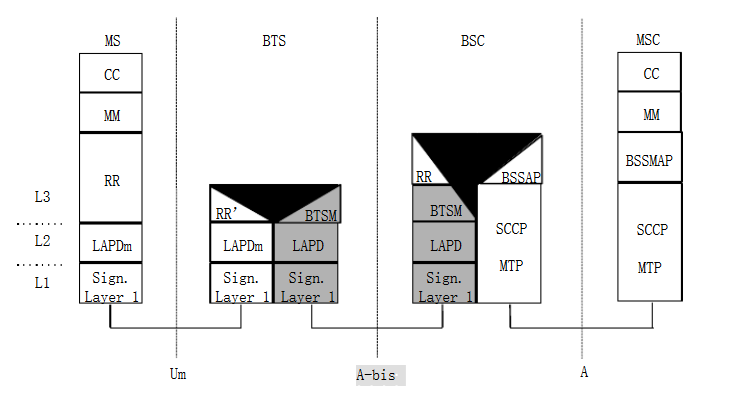 MS
BTS
BSC
MSC
CC
CC
MM
MM
RR
RR
BSSAP
BSSMAP
L3
RR’
BTSM
BTSM
SCCP
SCCP
L2
LAPDm
LAPDm
LAPD
LAPD
MTP
MTP
L1
Sign.
Layer 1
Sign.
Layer 1
Sign.
Layer 1
Sign.
Layer 1
Um
A-bis
A